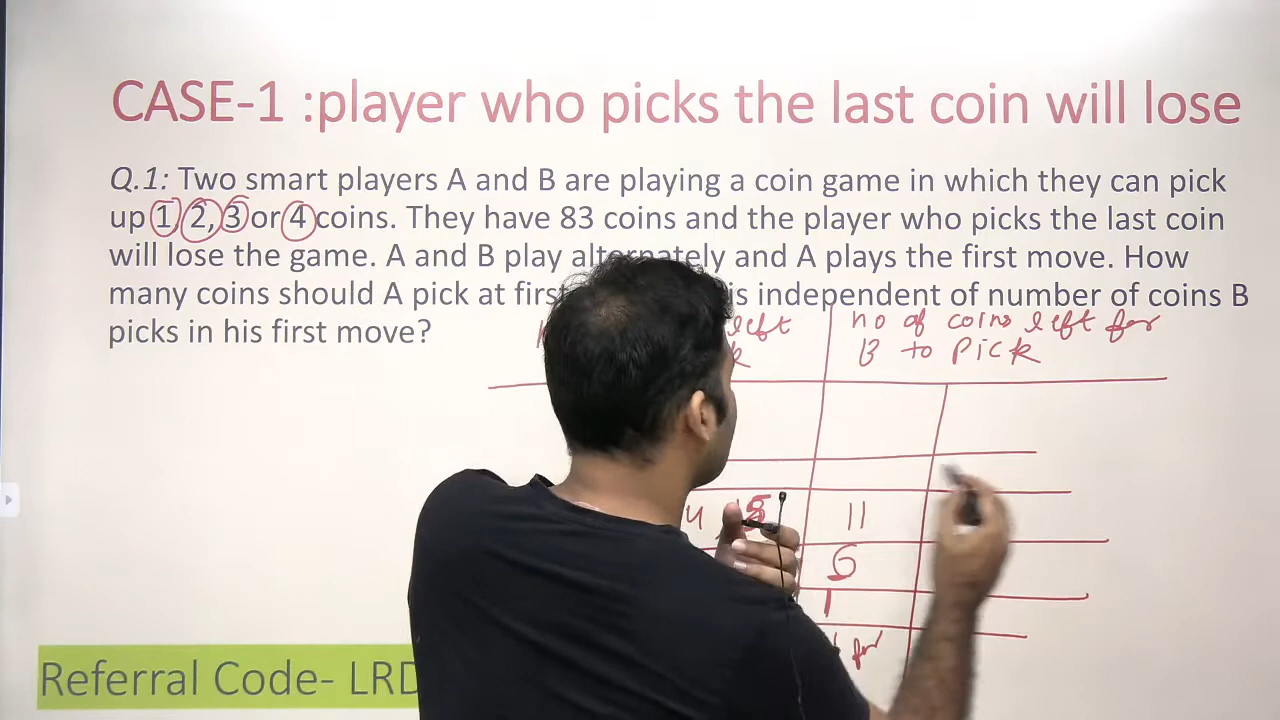 CASE-1 :player who picks the last coin will lose
Q.1: Two smart players A and B are playing a coin game in which they can pick
up 1, 2, 3 or 4 coins. They have 83 coins and the player who picks the last coin
will lose the game. A and B play alternately and A plays the first move. How
many coins should A pick at is independent of number of coins B
picks in his first move?
left
no of coins left for
B to Pick
11
6
1
for
Referral Code- LRD